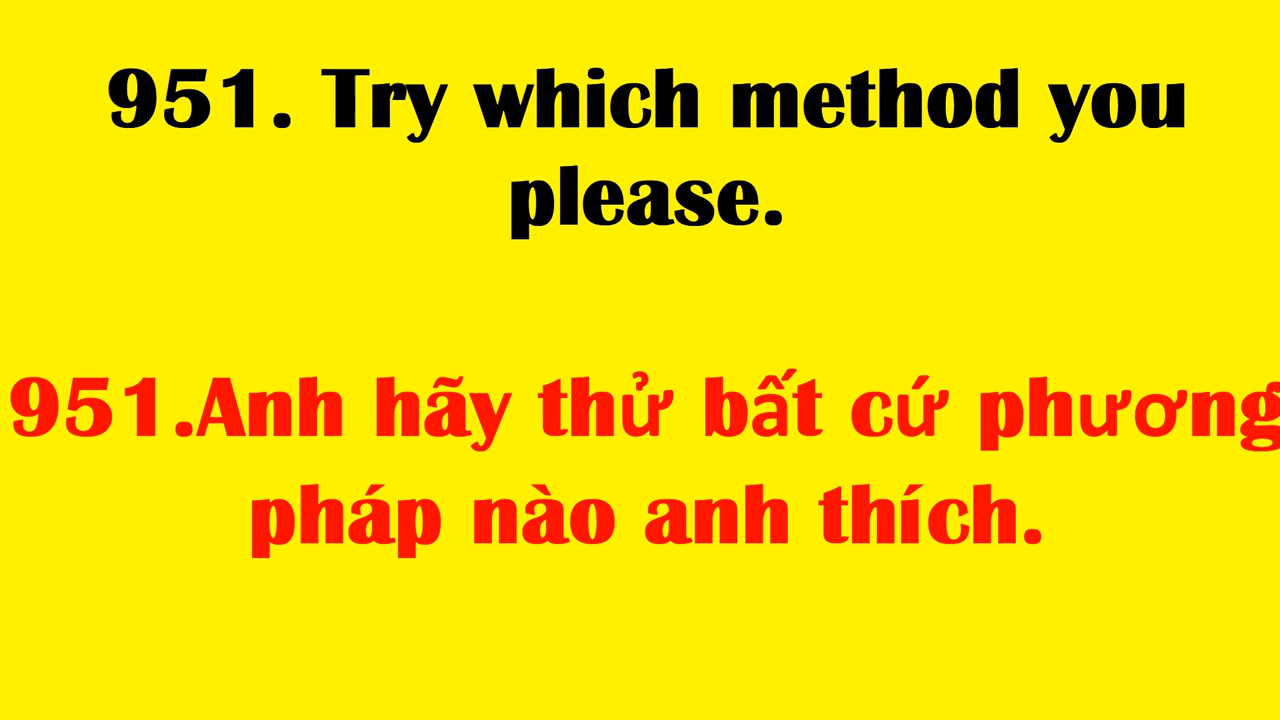 951. Try which method you
please.
951.Anh hãy thử bất cứ phương
pháp nào anh thích.